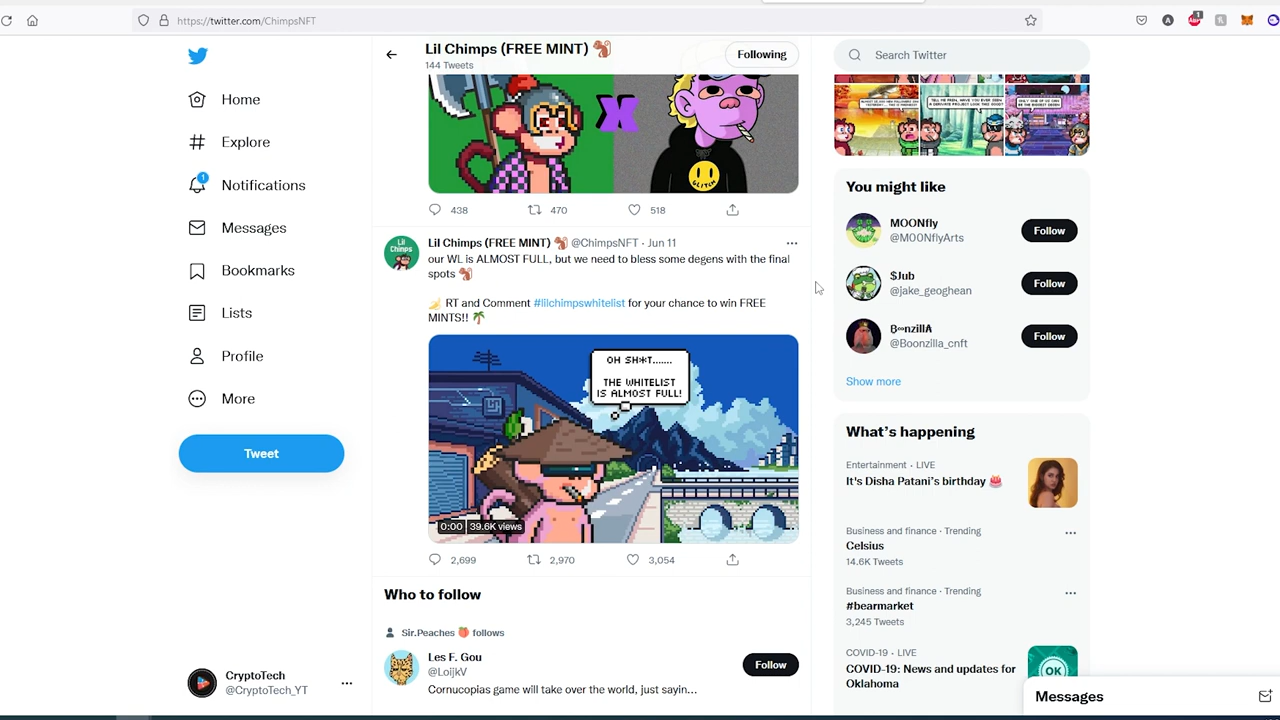 https://twitter.com/ChimpsNFT
1
Home
Explore
1
Notifications
Messages
Bookmarks
Lists
Profile
More
Tweet
CryptoTech
@CryptoTech_YT
Lil Chimps (FREE MINT)
144 Tweets
Following
GLITCH
438 470 518
Lil Chimps (FREE MINT) @ChimpsNFT · Jun 11
our WL is ALMOST FULL, but we need to bless some degens with the final
spots
RT and Comment #lilchimpswhitelist for your chance to win FREE
MINTS!!
Lil
Chimps
OH SH*T.......
THE WHITELIST
IS ALMOST FULL!
0:00 39.6K views
2,699 2,970 3,054
Who to follow
Sir.Peaches follows
Les F. Gou
@LoijkV
Follow
Cornucopias game will take over the world, just sayin...
Search Twitter
You might like
MOONfly
@M00NflyArts
Follow
$Jub
@jake_geoghean
Follow
@Boonzilla_cnft
Follow
Show more
What's happening
Entertainment · LIVE
It's Disha Patani's birthday
Business and finance · Trending
Celsius
14.6K Tweets
Business and finance · Trending
#bearmarket
3,245 Tweets
COVID-19 · LIVE
COVID-19: News and updates for
Oklahoma
OK
Messages